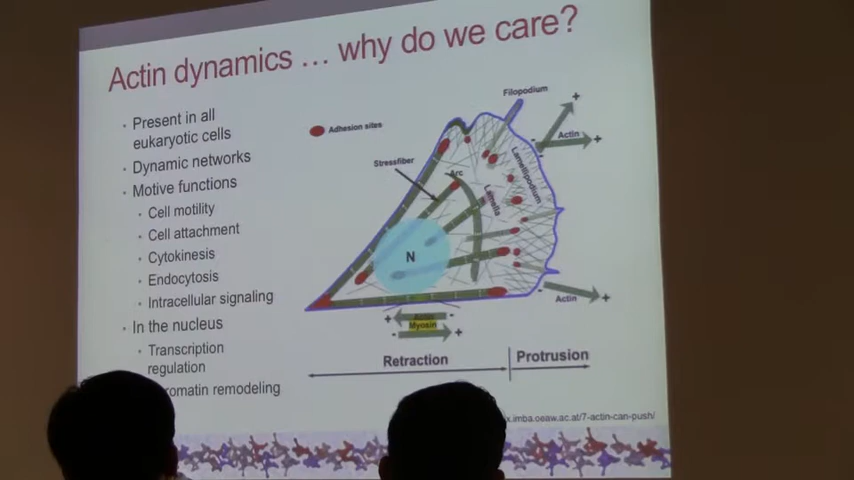 Actin dynamics ... why do we care?
· Present in all
eukaryotic cells
· Dynamic networks
· Motive functions
· Cell motility
· Cell attachment
· Cytokinesis
· Endocytosis
· Intracellular signaling
· In the nucleus
· Transcription
regulation
omatin remodeling
Adhesion sites
Filopodium
+
Actin
+
-
-
Stressfiber
Arc
Lamella
Lamellipodium
N
-
Actin
+
+ Actin -
- Myosin +
Retraction
Protrusion
x.imba.oeaw.ac.at/7-actin-can-push/